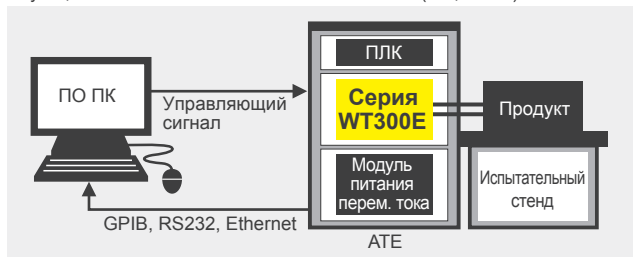 ПЛК
ПО ПК
Управляющий
сигнал
Серия
WT300E
Продукт
Модуль
питания
перем. тока
Испытательный
стенд
GPIB, RS232, Ethernet
ATE